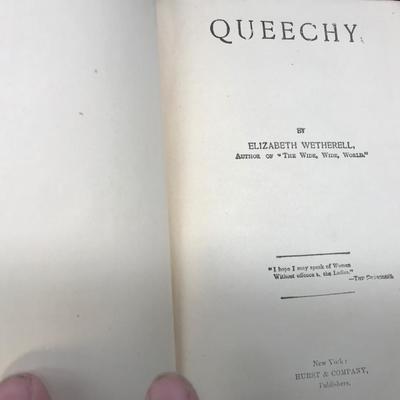 QUEECHY.
BY
ELIZABETH WETHERELL,
AUTHOR OF "THE WIDE, WIDE, WORLD."
"I hope I may speak of Women
Without offence to the Ladies."
—THE
New York:
HURST & COMPANY,
Publishers.